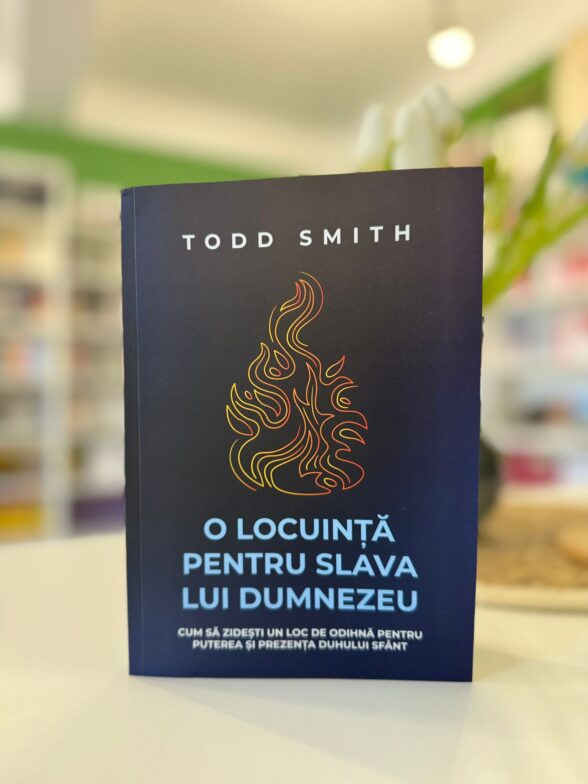 TODD SMITH
O LOCUINȚĂ
PENTRU SLAVA
LUI DUMNEZEU
CUM SĂ ZIDEȘTI UN LOC DE ODIHNĂ PENTRU
PUTEREA ȘI PREZENȚA DUHULUI SFÂNT